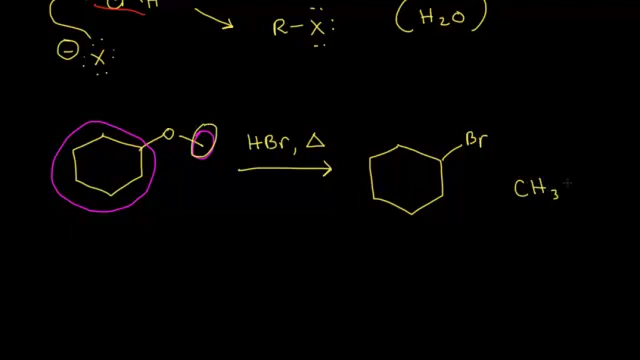 R-X: (H2O)
⊖ :X:
O HBr, Δ Br
CH3